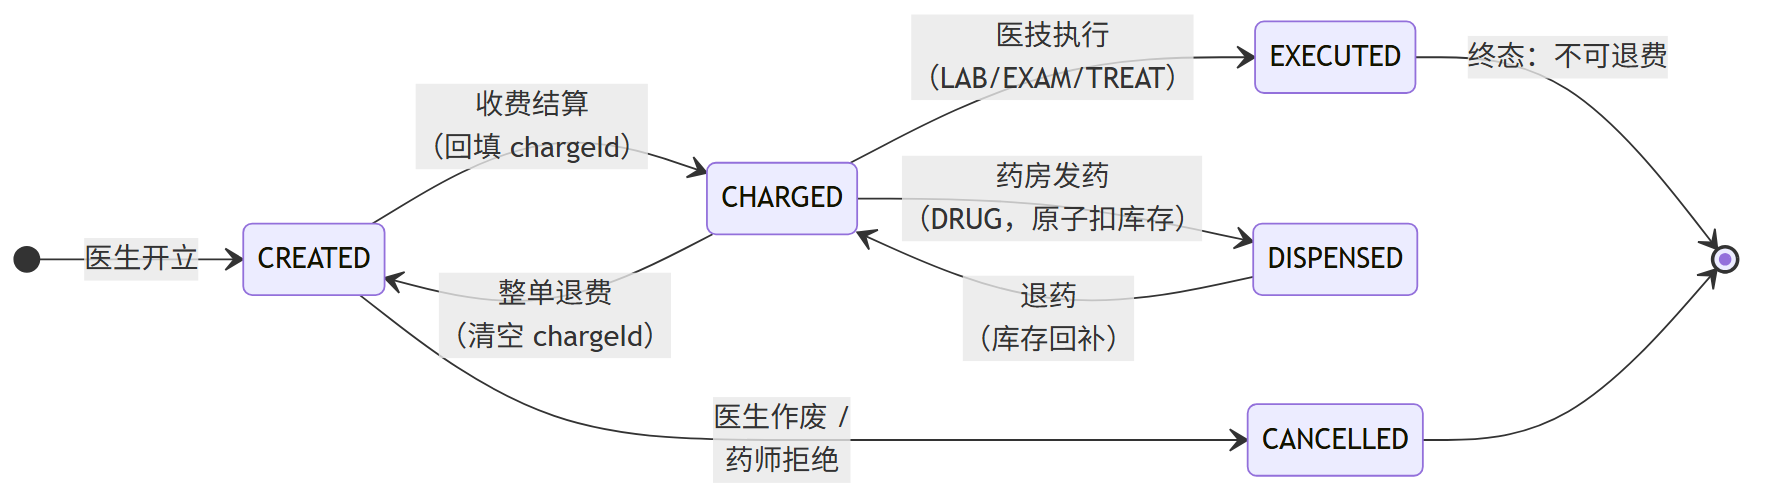 医生开立
CREATED
收费结算
（回填 chargeId）
整单退费
（清空 chargeId）
CHARGED
医技执行
（LAB/EXAM/TREAT）
药房发药
（DRUG，原子扣库存）
退药
（库存回补）
医生作废 /
药师拒绝
EXECUTED
DISPENSED
CANCELLED
终态：不可退费